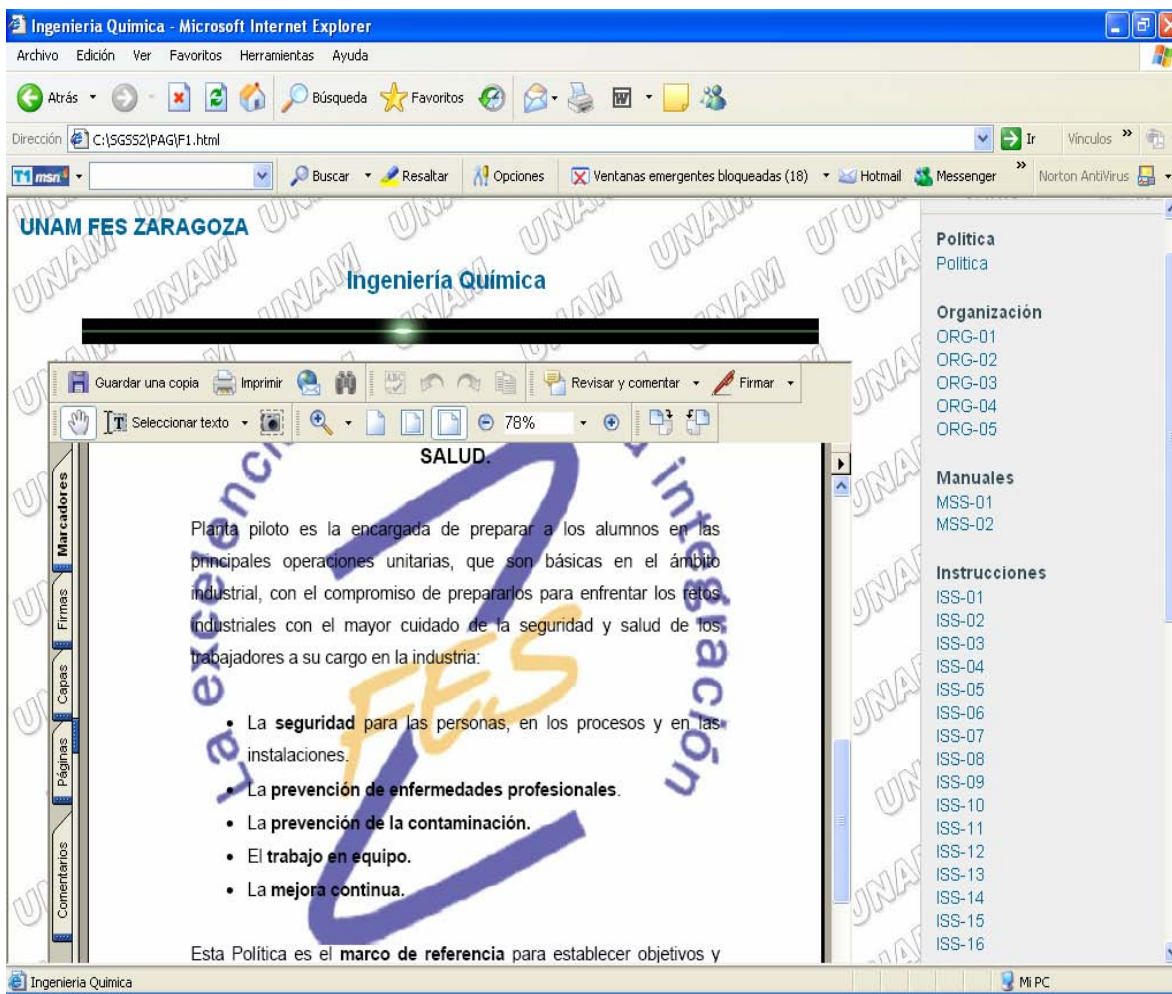 Ingenieria Quimica - Microsoft Internet Explorer
Archivo Edición Ver Favoritos Herramientas Ayuda
Atrás Búsqueda Favoritos
Dirección C:\SGSS2\PAG\F1.html Ir Vínculos »
msn Buscar Resaltar Opciones Ventanas emergentes bloqueadas (18) Hotmail Messenger » Norton AntiVirus
UNAM FES ZARAGOZA
Ingeniería Química
Guardar una copia Imprimir Revisar y comentar Firmar
Seleccionar texto 78%
Marcadores
Firmas
Capas
Páginas
Comentarios
SALUD.
Planta piloto es la encargada de preparar a los alumnos en las
principales operaciones unitarias, que son básicas en el ámbito
industrial, con el compromiso de prepararlos para enfrentar los retos
industriales con el mayor cuidado de la seguridad y salud de los
trabajadores a su cargo en la industria:
• La seguridad para las personas, en los procesos y en las
instalaciones.
• La prevención de enfermedades profesionales.
• La prevención de la contaminación.
• El trabajo en equipo.
• La mejora continua.
Esta Política es el marco de referencia para establecer objetivos y
La excelencia
integración
FES
UNAM
Politica
Politica
Organización
ORG-01
ORG-02
ORG-03
ORG-04
ORG-05
Manuales
MSS-01
MSS-02
Instrucciones
ISS-01
ISS-02
ISS-03
ISS-04
ISS-05
ISS-06
ISS-07
ISS-08
ISS-09
ISS-10
ISS-11
ISS-12
ISS-13
ISS-14
ISS-15
ISS-16
Ingenieria Quimica Mi PC